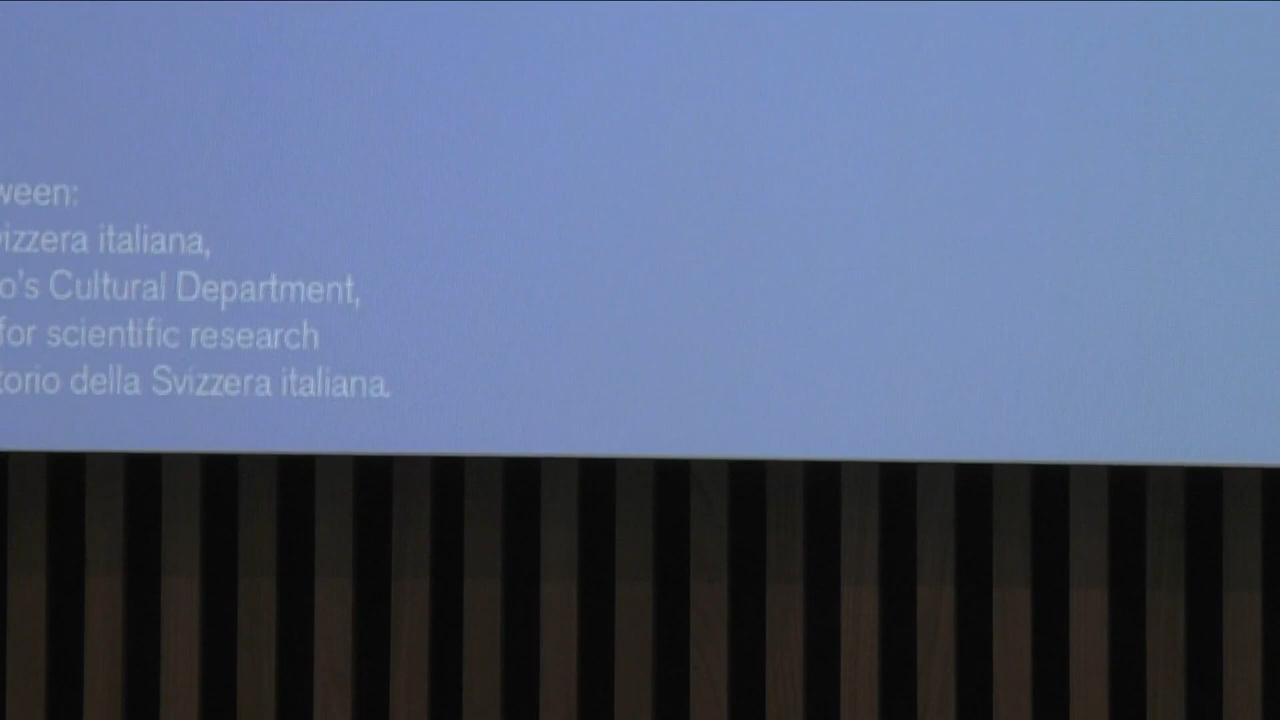 ween:
vizzera italiana,
o's Cultural Department,
for scientific research
torio della Svizzera italiana.